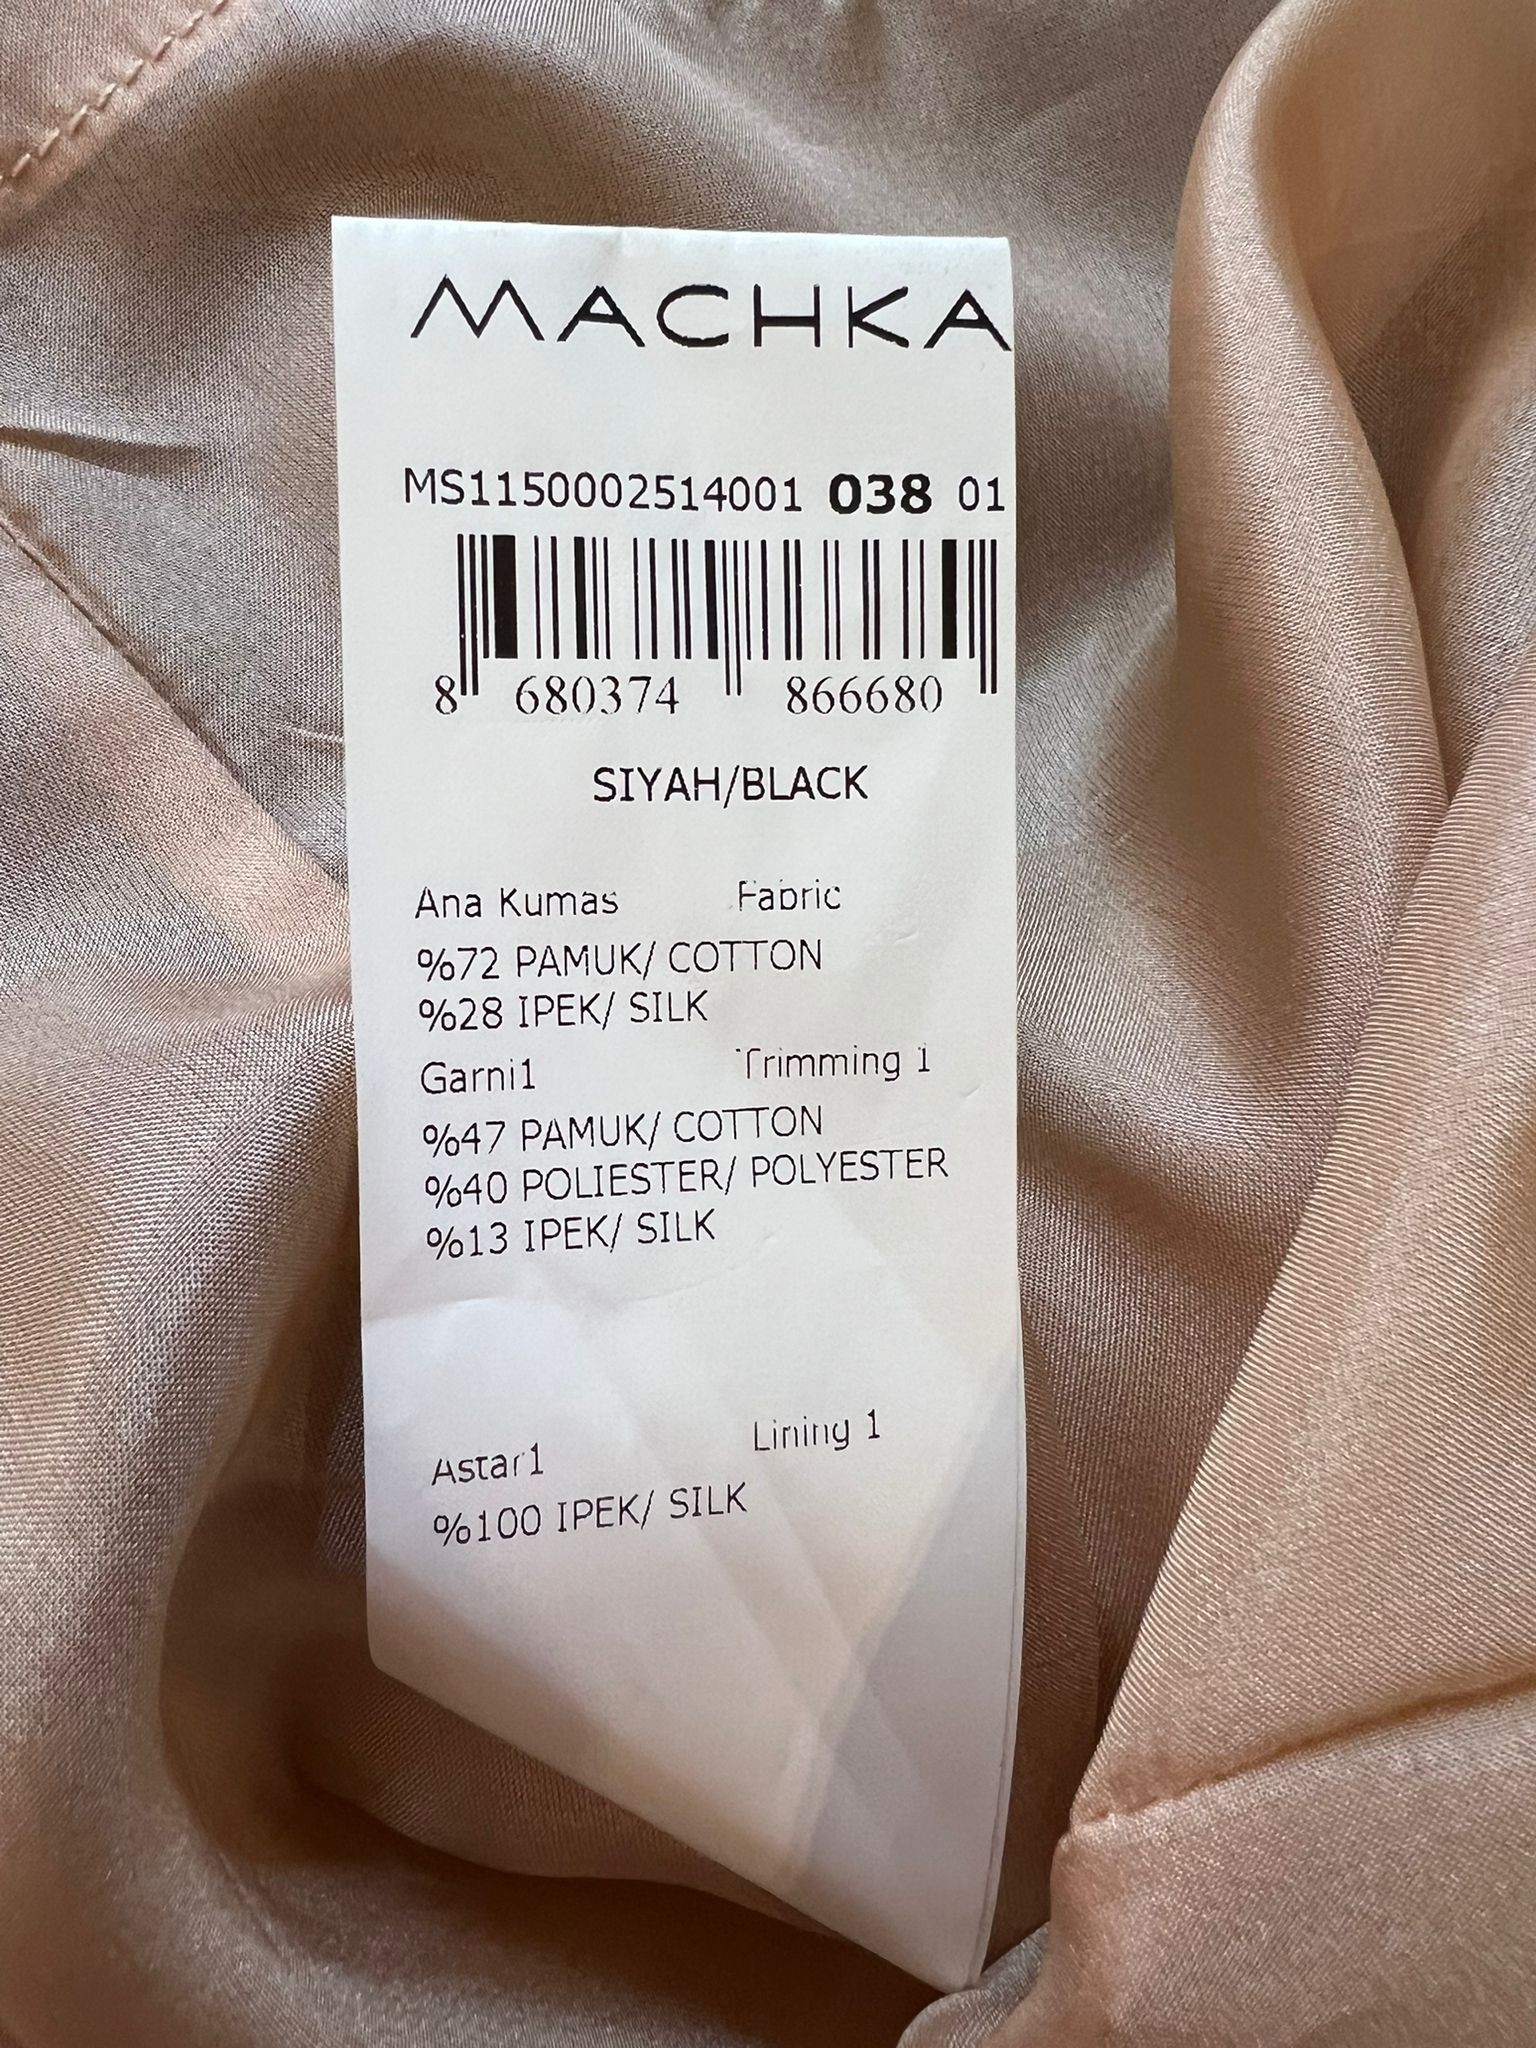 MACHKA
MS1150002514001 038 01
8 680374 866680
SIYAH/BLACK
Ana Kumas Fabric
%72 PAMUK/ COTTON
%28 IPEK/ SILK
Garni1 Trimming 1
%47 PAMUK/ COTTON
%40 POLIESTER/ POLYESTER
%13 IPEK/ SILK
Astar1 Lining 1
%100 IPEK/ SILK